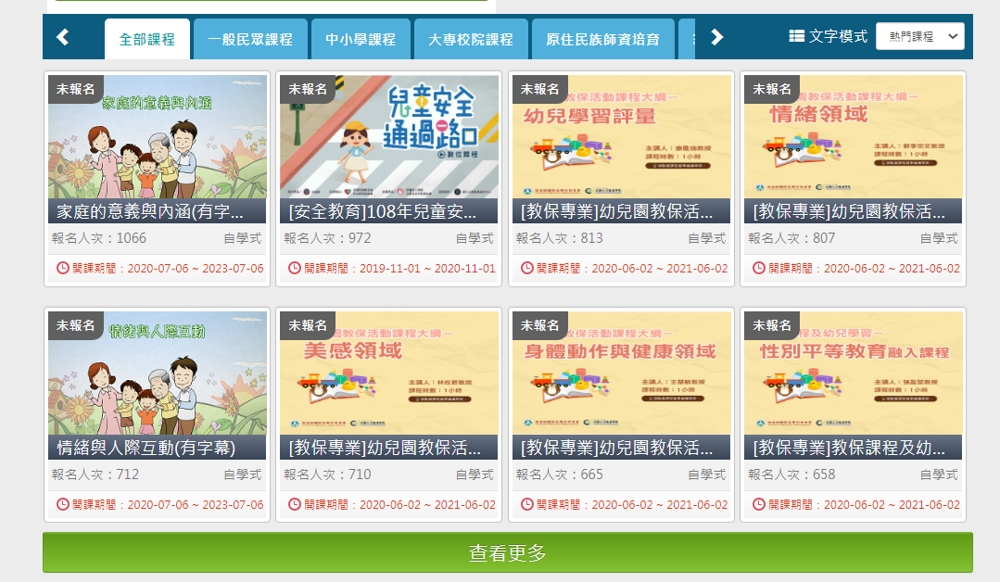 全部課程
一般民眾課程
中小學課程
大專校院課程
原住民族師資培育
文字模式
熱門課程
未報名
家庭的意義與內涵
家庭的意義與內涵(有字...
報名人次：1066
自學式
開課期間：2020-07-06 ~ 2023-07-06
未報名
兒童安全
通過路口
數位課程
[安全教育]108年兒童安...
報名人次：972
自學式
開課期間：2019-11-01 ~ 2020-11-01
未報名
教保活動課程大綱－
幼兒學習評量
主講人：廖鳳瑞教授
課程時數：1小時
[教保專業]幼兒園教保活...
報名人次：813
自學式
開課期間：2020-06-02 ~ 2021-06-02
未報名
園教保活動課程大綱－
情緒領域
課程時數：1小時
[教保專業]幼兒園教保活...
報名人次：807
自學式
開課期間：2020-06-02 ~ 2021-06-02
未報名
情緒與人際互動
情緒與人際互動(有字幕)
報名人次：712
自學式
開課期間：2020-07-06 ~ 2023-07-06
未報名
園教保活動課程大綱－
美感領域
主講人：林玫君教授
課程時數：1小時
[教保專業]幼兒園教保活...
報名人次：710
自學式
開課期間：2020-06-02 ~ 2021-06-02
未報名
教保活動課程大綱－
身體動作與健康領域
主講人：王慧敏教授
課程時數：1小時
[教保專業]幼兒園教保活...
報名人次：665
自學式
開課期間：2020-06-02 ~ 2021-06-02
未報名
程及幼兒學習－
性別平等教育融入課程
主講人：張盈堃教授
課程時數：1小時
[教保專業]教保課程及幼...
報名人次：658
自學式
開課期間：2020-06-02 ~ 2021-06-02
查看更多